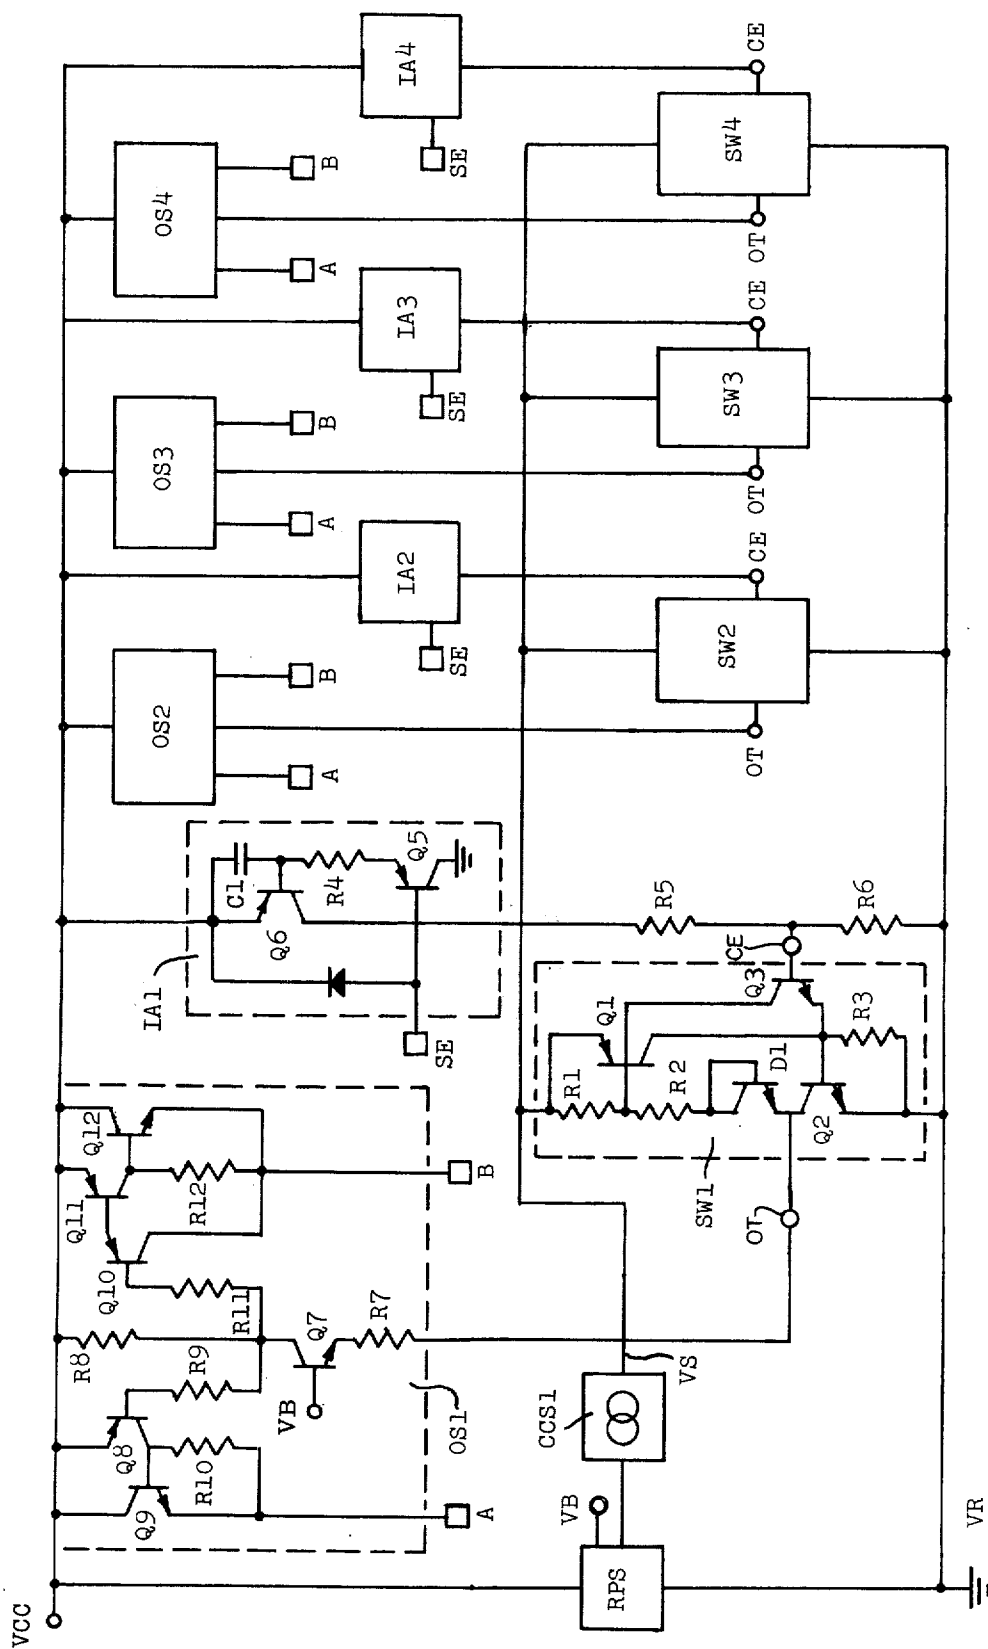 VCC
Q9
Q8
R10
R8
R9
R11
Q10
Q11
Q12
R12
VB
Q7
R7
OS1
A
B
IA1
C1
Q6
R4
Q5
SE
OS2
A
B
IA2
SE
OS3
A
B
IA3
SE
OS4
A
B
IA4
SE
RPS
VB
CCS1
VS
OT
SW1
R1
Q1
R2
D1
Q2
Q3
R3
CE
R5
R6
OT
SW2
CE
OT
SW3
CE
OT
SW4
CE
VR